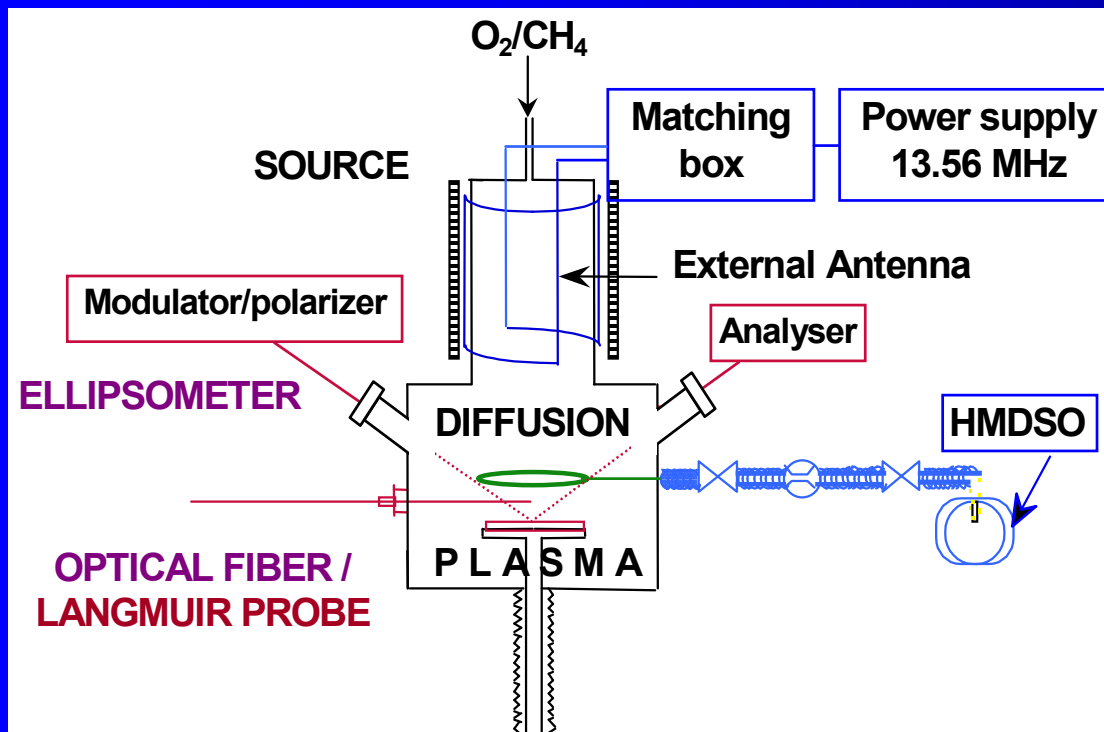 O₂/CH₄
Matching
box
Power supply
13.56 MHz
SOURCE
External Antenna
Modulator/polarizer
Analyser
ELLIPSOMETER
DIFFUSION
HMDSO
OPTICAL FIBER /
LANGMUIR PROBE
PLASMA